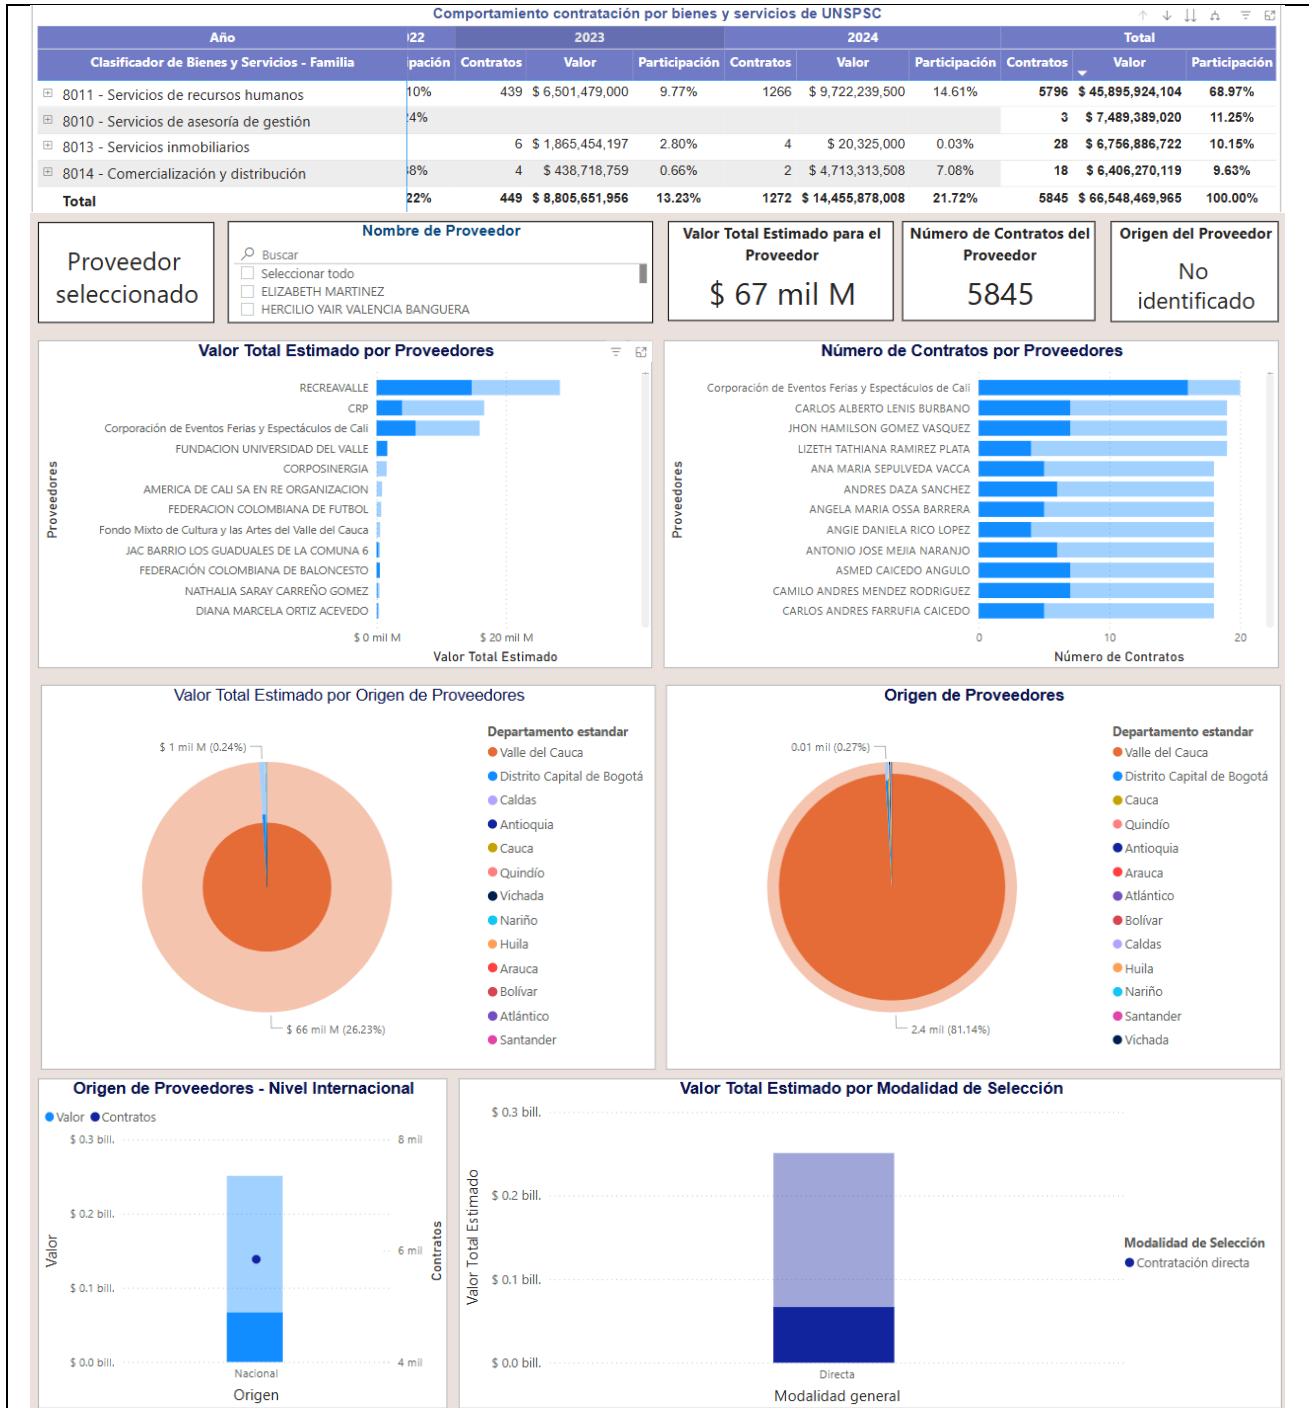 Comportamiento contratación por bienes y servicios de UNSPSC
Año 2023 2024 Total
Clasificador de Bienes y Servicios - Familia Contratos Valor Participación Contratos Valor Participación Contratos Valor Participación
8011 - Servicios de recursos humanos 10% 439 $ 6,501,479,000 9.77% 1266 $ 9,722,239,500 14.61% 5796 $ 45,895,924,104 68.97%
8010 - Servicios de asesoría de gestión 4% 3 $ 7,489,389,020 11.25%
8013 - Servicios inmobiliarios 6 $ 1,865,454,197 2.80% 4 $ 20,325,000 0.03% 28 $ 6,756,886,722 10.15%
8014 - Comercialización y distribución 8% 4 $ 438,718,759 0.66% 2 $ 4,713,313,508 7.08% 18 $ 6,406,270,119 9.63%
Total 22% 449 $ 8,805,651,956 13.23% 1272 $ 14,455,878,008 21.72% 5845 $ 66,548,469,965 100.00%
Proveedor
seleccionado
Nombre de Proveedor
Buscar
Seleccionar todo
ELIZABETH MARTINEZ
HERCILIO YAIR VALENCIA BANGUERA
Valor Total Estimado para el
Proveedor
$ 67 mil M
Número de Contratos del
Proveedor
5845
Origen del Proveedor
No
identificado
Valor Total Estimado por Proveedores
Proveedores
RECREAVALLE
CRP
Corporación de Eventos Ferias y Espectáculos de Cali
FUNDACION UNIVERSIDAD DEL VALLE
CORPOSINERGIA
AMERICA DE CALI SA EN RE ORGANIZACION
FEDERACION COLOMBIANA DE FUTBOL
Fondo Mixto de Cultura y las Artes del Valle del Cauca
JAC BARRIO LOS GUADUALES DE LA COMUNA 6
FEDERACIÓN COLOMBIANA DE BALONCESTO
NATHALIA SARAY CARREÑO GOMEZ
DIANA MARCELA ORTIZ ACEVEDO
$ 0 mil M $ 20 mil M
Valor Total Estimado
Número de Contratos por Proveedores
Proveedores
Corporación de Eventos Ferias y Espectáculos de Cali
CARLOS ALBERTO LENIS BURBANO
JHON HAMILSON GOMEZ VASQUEZ
LIZETH TATHIANA RAMIREZ PLATA
ANA MARIA SEPULVEDA VACCA
ANDRES DAZA SANCHEZ
ANGELA MARIA OSSA BARRERA
ANGIE DANIELA RICO LOPEZ
ANTONIO JOSE MEJIA NARANJO
ASMED CAICEDO ANGULO
CAMILO ANDRES MENDEZ RODRIGUEZ
CARLOS ANDRES FARRUFIA CAICEDO
0 10 20
Número de Contratos
Valor Total Estimado por Origen de Proveedores
$ 1 mil M (0.24%)
$ 66 mil M (26.23%)
Departamento estandar
Valle del Cauca
Distrito Capital de Bogotá
Caldas
Antioquia
Cauca
Quindío
Vichada
Nariño
Huila
Arauca
Bolívar
Atlántico
Santander
Origen de Proveedores
0.01 mil (0.27%)
2.4 mil (81.14%)
Departamento estandar
Valle del Cauca
Distrito Capital de Bogotá
Cauca
Quindío
Antioquia
Arauca
Atlántico
Bolívar
Caldas
Huila
Nariño
Santander
Vichada
Origen de Proveedores - Nivel Internacional
Valor Contratos
$ 0.3 bill. 8 mil
$ 0.2 bill.
6 mil
$ 0.1 bill.
$ 0.0 bill. 4 mil
Valor
Contratos
Nacional
Origen
Valor Total Estimado por Modalidad de Selección
$ 0.3 bill.
$ 0.2 bill.
$ 0.1 bill.
$ 0.0 bill.
Valor Total Estimado
Directa
Modalidad general
Modalidad de Selección
Contratación directa